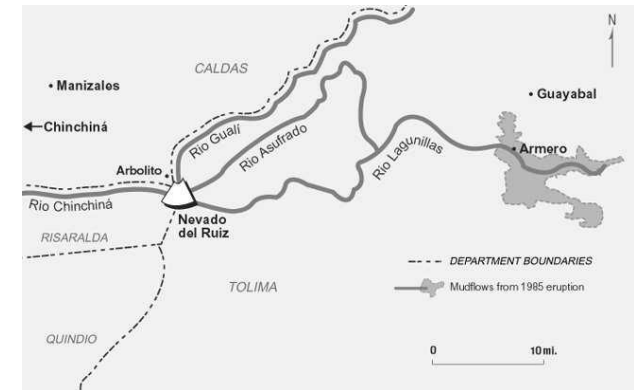 N
CALDAS
Manizales
Guayabal
Chinchiná
Río Gualí
Río Asufrado
Río Lagunillas
Armero
Arbolito
Río Chinchiná
Nevado
del Ruiz
RISARALDA
DEPARTMENT BOUNDARIES
TOLIMA
Mudflows from 1985 eruption
QUINDIO
0 10 mi.